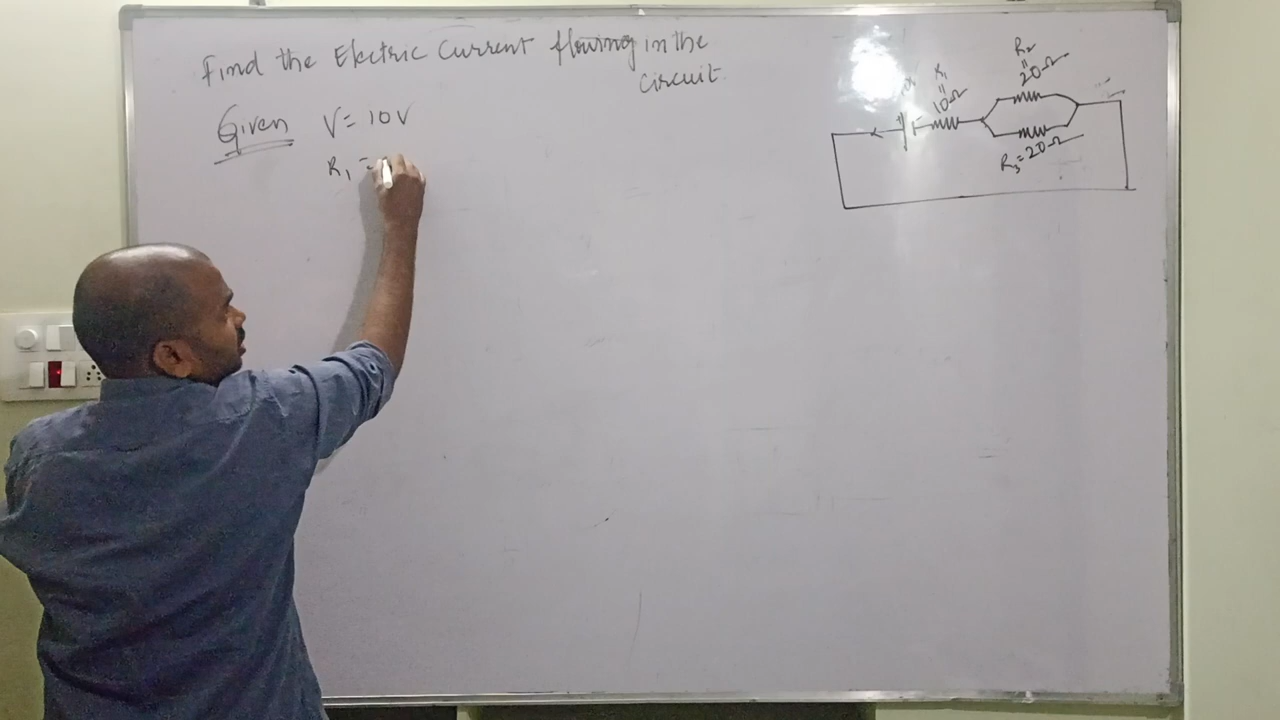 Find the Electric Current flowing in the
circuit.
Given V = 10V
R₁ =
R₁
=
10Ω
R₂
=
20Ω
R₃ = 20Ω